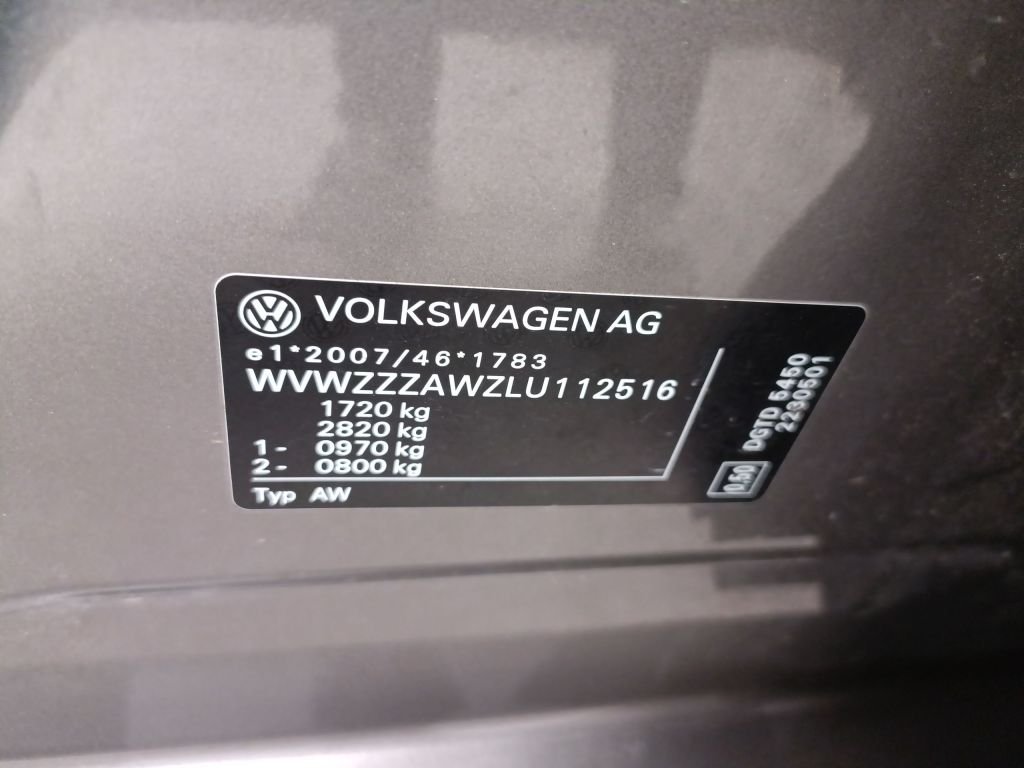 VOLKSWAGEN AG
e1*2007/46*1783
WVWZZZAWZLU112516
1720 kg
2820 kg
1- 0970 kg
2- 0800 kg
Typ AW
DGTD 5450
2230501
0.50